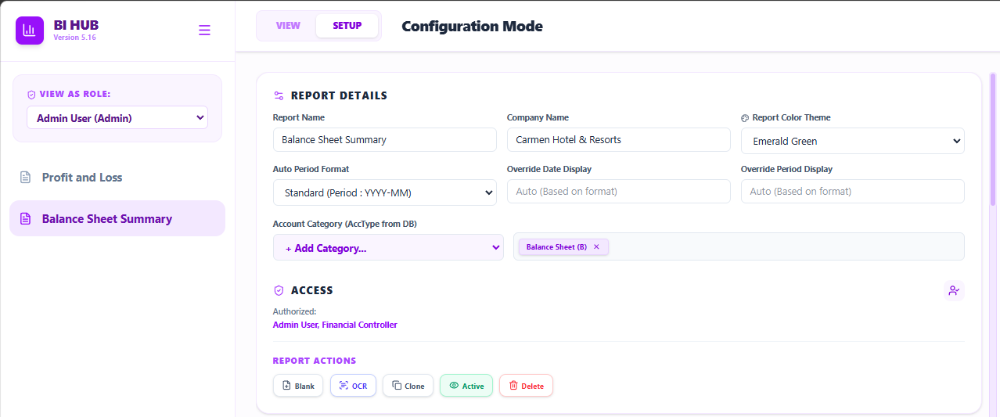 BI HUB
Version 5.16
VIEW
SETUP
Configuration Mode
VIEW AS ROLE:
Admin User (Admin)
Profit and Loss
Balance Sheet Summary
REPORT DETAILS
Report Name
Company Name
Report Color Theme
Balance Sheet Summary
Carmen Hotel & Resorts
Emerald Green
Auto Period Format
Override Date Display
Override Period Display
Standard (Period : YYYY-MM)
Auto (Based on format)
Auto (Based on format)
Account Category (AccType from DB)
+ Add Category...
Balance Sheet (B) ×
ACCESS
Authorized:
Admin User, Financial Controller
REPORT ACTIONS
Blank
OCR
Clone
Active
Delete